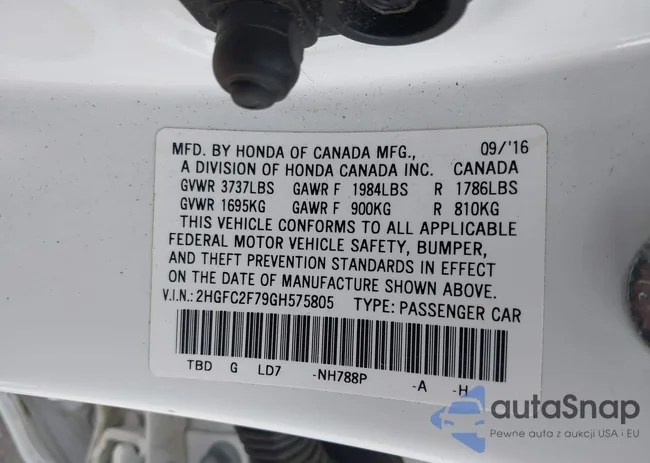 MFD. BY HONDA OF CANADA MFG., 09/'16
A DIVISION OF HONDA CANADA INC. CANADA
GVWR 3737LBS GAWR F 1984LBS R 1786LBS
GVWR 1695KG GAWR F 900KG R 810KG
THIS VEHICLE CONFORMS TO ALL APPLICABLE
FEDERAL MOTOR VEHICLE SAFETY, BUMPER,
AND THEFT PREVENTION STANDARDS IN EFFECT
ON THE DATE OF MANUFACTURE SHOWN ABOVE.
V.I.N.: 2HGFC2F79GH575805 TYPE: PASSENGER CAR
TBD G LD7 -NH788P -A -H
autaSnap
Pewne auta z aukcji USA i EU